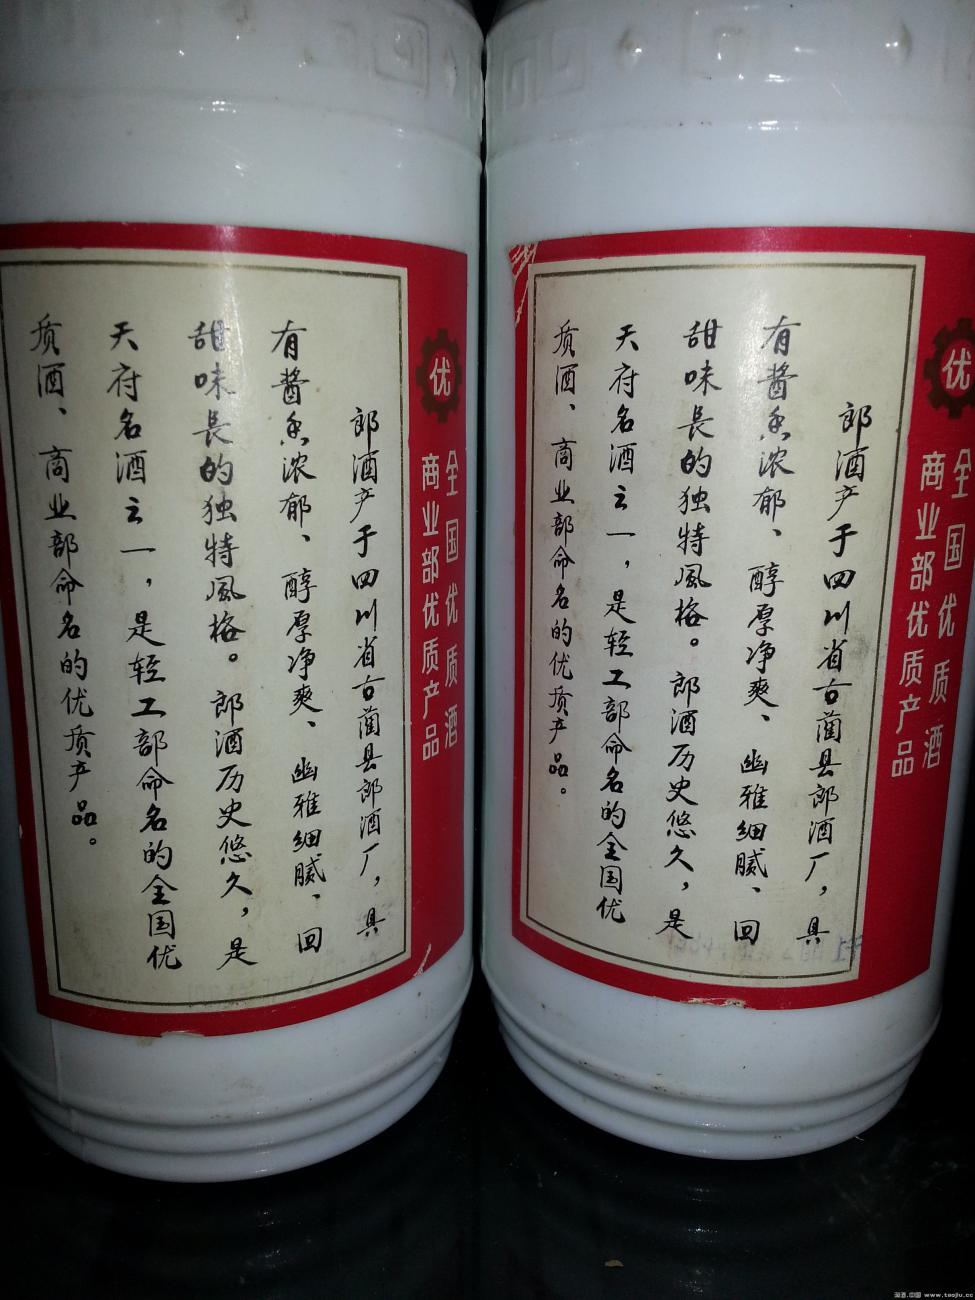 郎酒产于四川省古蔺县郎酒厂，具
有酱香浓郁、醇厚净爽、幽雅细腻、回
甜味長的独特風格。郎酒历史悠久，是
天府名酒之一，是轻工部命名的全国优
质酒、商业部命名的优质产品。
优
全国优质酒
商业部优质产品
郎酒产于四川省古蔺县郎酒厂，具
有酱香浓郁、醇厚净爽、幽雅细腻、回
甜味長的独特風格。郎酒历史悠久，是
天府名酒之一，是轻工部命名的全国优
质酒、商业部命名的优质产品。
优
全国优质酒
商业部优质产品
淘酒.中国 www.taojiu.cc